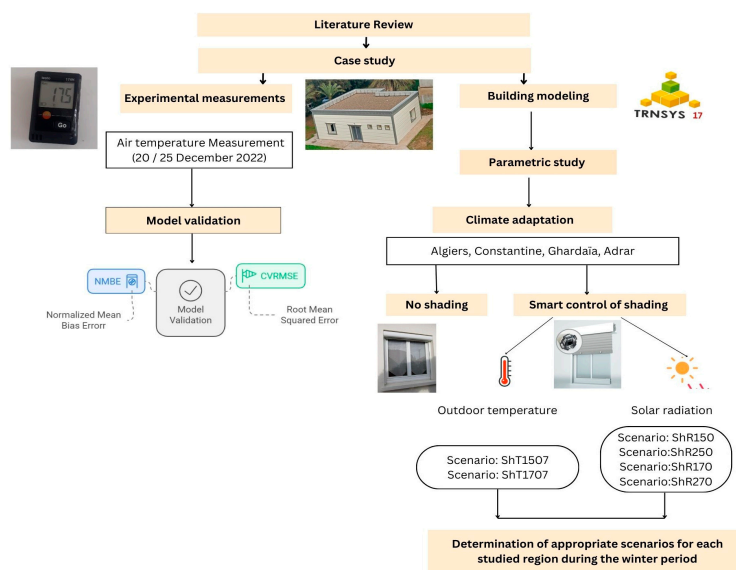 Literature Review
Case study
Experimental measurements
Building modeling
17.5
Go
TRNSYS 17
Air temperature Measurement
(20 / 25 December 2022)
Parametric study
Model validation
Climate adaptation
Algiers, Constantine, Ghardaïa, Adrar
NMBE
CVRMSE
Model
Validation
Normalized Mean
Bias Errorr
Root Mean
Squared Error
No shading
Smart control of shading
Outdoor temperature
Solar radiation
Scenario: ShT1507
Scenario: ShT1707
Scenario: ShR150
Scenario:ShR250
Scenario:ShR170
Scenario:ShR270
Determination of appropriate scenarios for each
studied region during the winter period